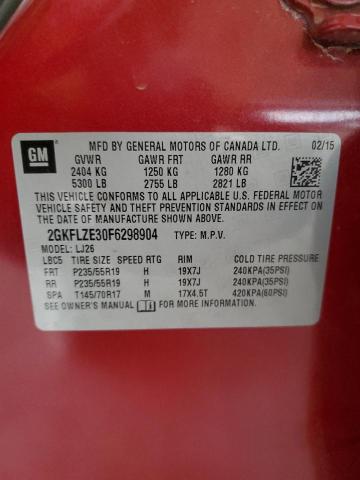 GM
MFD BY GENERAL MOTORS OF CANADA LTD. 02/15
GVWR GAWR FRT GAWR RR
2404 KG 1250 KG 1280 KG
5300 LB 2755 LB 2821 LB
THIS VEHICLE CONFORMS TO ALL APPLICABLE U.S. FEDERAL MOTOR
VEHICLE SAFETY, BUMPER, AND THEFT PREVENTION STANDARDS IN EFFECT ON
THE DATE OF MANUFACTURE SHOWN ABOVE.
2GKFLZE30F6298904 TYPE: M.P.V.
MODEL: LJ26
LBC5 TIRE SIZE SPEED RTG RIM COLD TIRE PRESSURE
FRT P235/55R19 H 19X7J 240KPA(35PSI)
RR P235/55R19 H 19X7J 240KPA(35PSI)
SPA T145/70R17 M 17X4.5T 420KPA(60PSI)
SEE OWNER'S MANUAL i FOR MORE INFORMATION